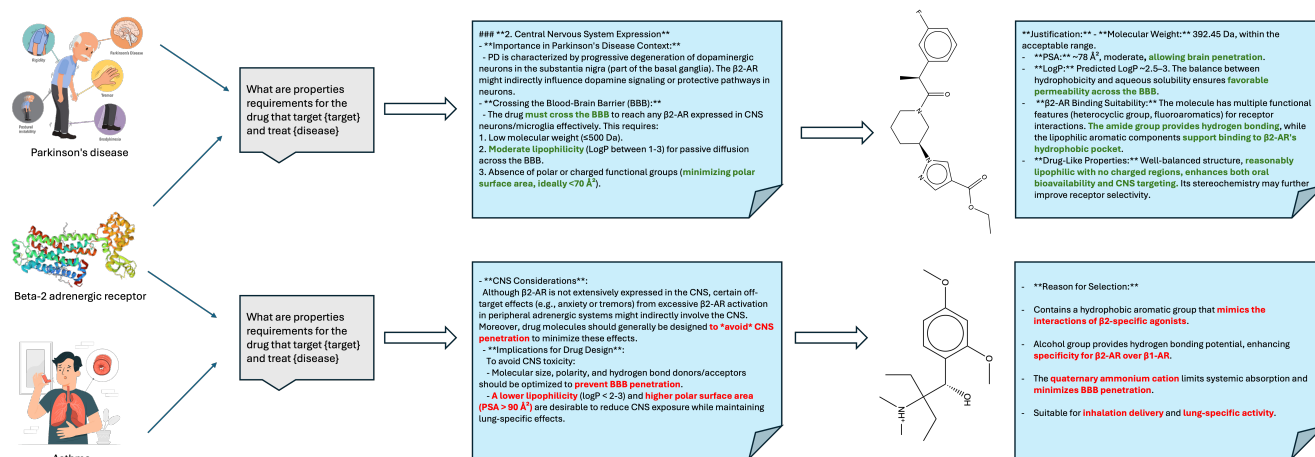 Rigidity
Parkinson's Disease
Tremor
Postural
instability
Bradykinesia
Parkinson's disease
Beta-2 adrenergic receptor
Asthma
What are properties
requirements for the
drug that target {target}
and treat {disease}
### **2. Central Nervous System Expression**
- **Importance in Parkinson's Disease Context:**
- PD is characterized by progressive degeneration of dopaminergic
neurons in the substantia nigra (part of the basal ganglia). The β2-AR
might indirectly influence dopamine signaling or protective pathways in
neurons.
- **Crossing the Blood-Brain Barrier (BBB):**
- The drug must cross the BBB to reach any β2-AR expressed in CNS
neurons/microglia effectively. This requires:
1. Low molecular weight (≤500 Da).
2. Moderate lipophilicity (LogP between 1-3) for passive diffusion
across the BBB.
3. Absence of polar or charged functional groups (minimizing polar
surface area, ideally <70 Å²).
F
O
N
N
N
O
O
**Justification:** - **Molecular Weight:** 392.45 Da, within the
acceptable range.
- **PSA:** ~78 Å², moderate, allowing brain penetration.
- **LogP:** Predicted LogP ~2.5–3. The balance between
hydrophobicity and aqueous solubility ensures favorable
permeability across the BBB.
- **β2-AR Binding Suitability:** The molecule has multiple functional
features (heterocyclic group, fluoroaromatics) for receptor
interactions. The amide group provides hydrogen bonding, while
the lipophilic aromatic components support binding to β2-AR's
hydrophobic pocket.
- **Drug-Like Properties:** Well-balanced structure, reasonably
lipophilic with no charged regions, enhances both oral
bioavailability and CNS targeting. Its stereochemistry may further
improve receptor selectivity.
What are properties
requirements for the
drug that target {target}
and treat {disease}
- **CNS Considerations**:
Although β2-AR is not extensively expressed in the CNS, certain off-
target effects (e.g., anxiety or tremors) from excessive β2-AR activation
in peripheral adrenergic systems might indirectly involve the CNS.
Moreover, drug molecules should generally be designed to *avoid* CNS
penetration to minimize these effects.
- **Implications for Drug Design**:
To avoid CNS toxicity:
- Molecular size, polarity, and hydrogen bond donors/acceptors
should be optimized to prevent BBB penetration.
- A lower lipophilicity (logP < 2-3) and higher polar surface area
(PSA > 90 Å²) are desirable to reduce CNS exposure while maintaining
lung-specific effects.
O
O
OH
NH+
- **Reason for Selection:**
- Contains a hydrophobic aromatic group that mimics the
interactions of β2-specific agonists.
- Alcohol group provides hydrogen bonding potential, enhancing
specificity for β2-AR over β1-AR.
- The quaternary ammonium cation limits systemic absorption and
minimizes BBB penetration.
- Suitable for inhalation delivery and lung-specific activity.